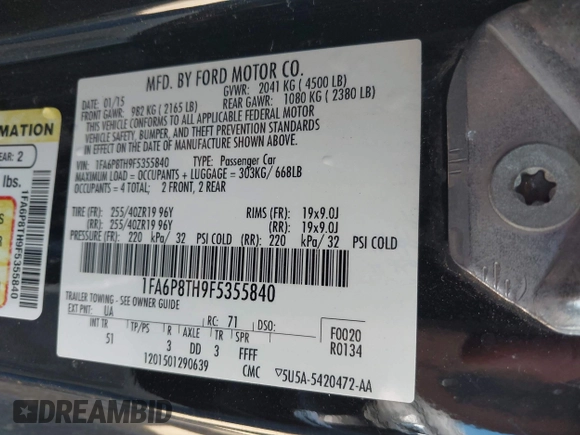 MFD. BY FORD MOTOR CO.
DATE: 01/15
GVWR: 2041 KG ( 4500 LB)
FRONT GAWR: 982 KG ( 2165 LB)
REAR GAWR: 1080 KG ( 2380 LB)
THIS VEHICLE CONFORMS TO ALL APPLICABLE FEDERAL MOTOR
VEHICLE SAFETY, BUMPER, AND THEFT PREVENTION STANDARDS
IN EFFECT ON THE DATE OF MANUFACTURE SHOWN ABOVE.
VIN: 1FA6P8TH9F5355840 TYPE: Passenger Car
MAXIMUM LOAD = OCCUPANTS + LUGGAGE = 303KG/ 668LB
OCCUPANTS = 4 TOTAL; 2 FRONT, 2 REAR
TIRE (FR): 255/40ZR19 96Y RIMS (FR): 19x9.0J
(RR): 255/40ZR19 96Y (RR): 19x9.0J
PRESSURE (FR): 220 kPa/ 32 PSI COLD (RR): 220 kPa/ 32 PSI COLD
1FA6P8TH9F5355840
TRAILER TOWING - SEE OWNER GUIDE
EXT PNT: UA RC: 71 DSO: F0020
INT TR TP/PS R AXLE TR SPR R0134
51 3 DD 3 FFFF
1201501290639 CMC 5U5A-5420472-AA
RMATION
EAR: 2
lbs.
1FA6P8TH9F5355840
DREAMBID